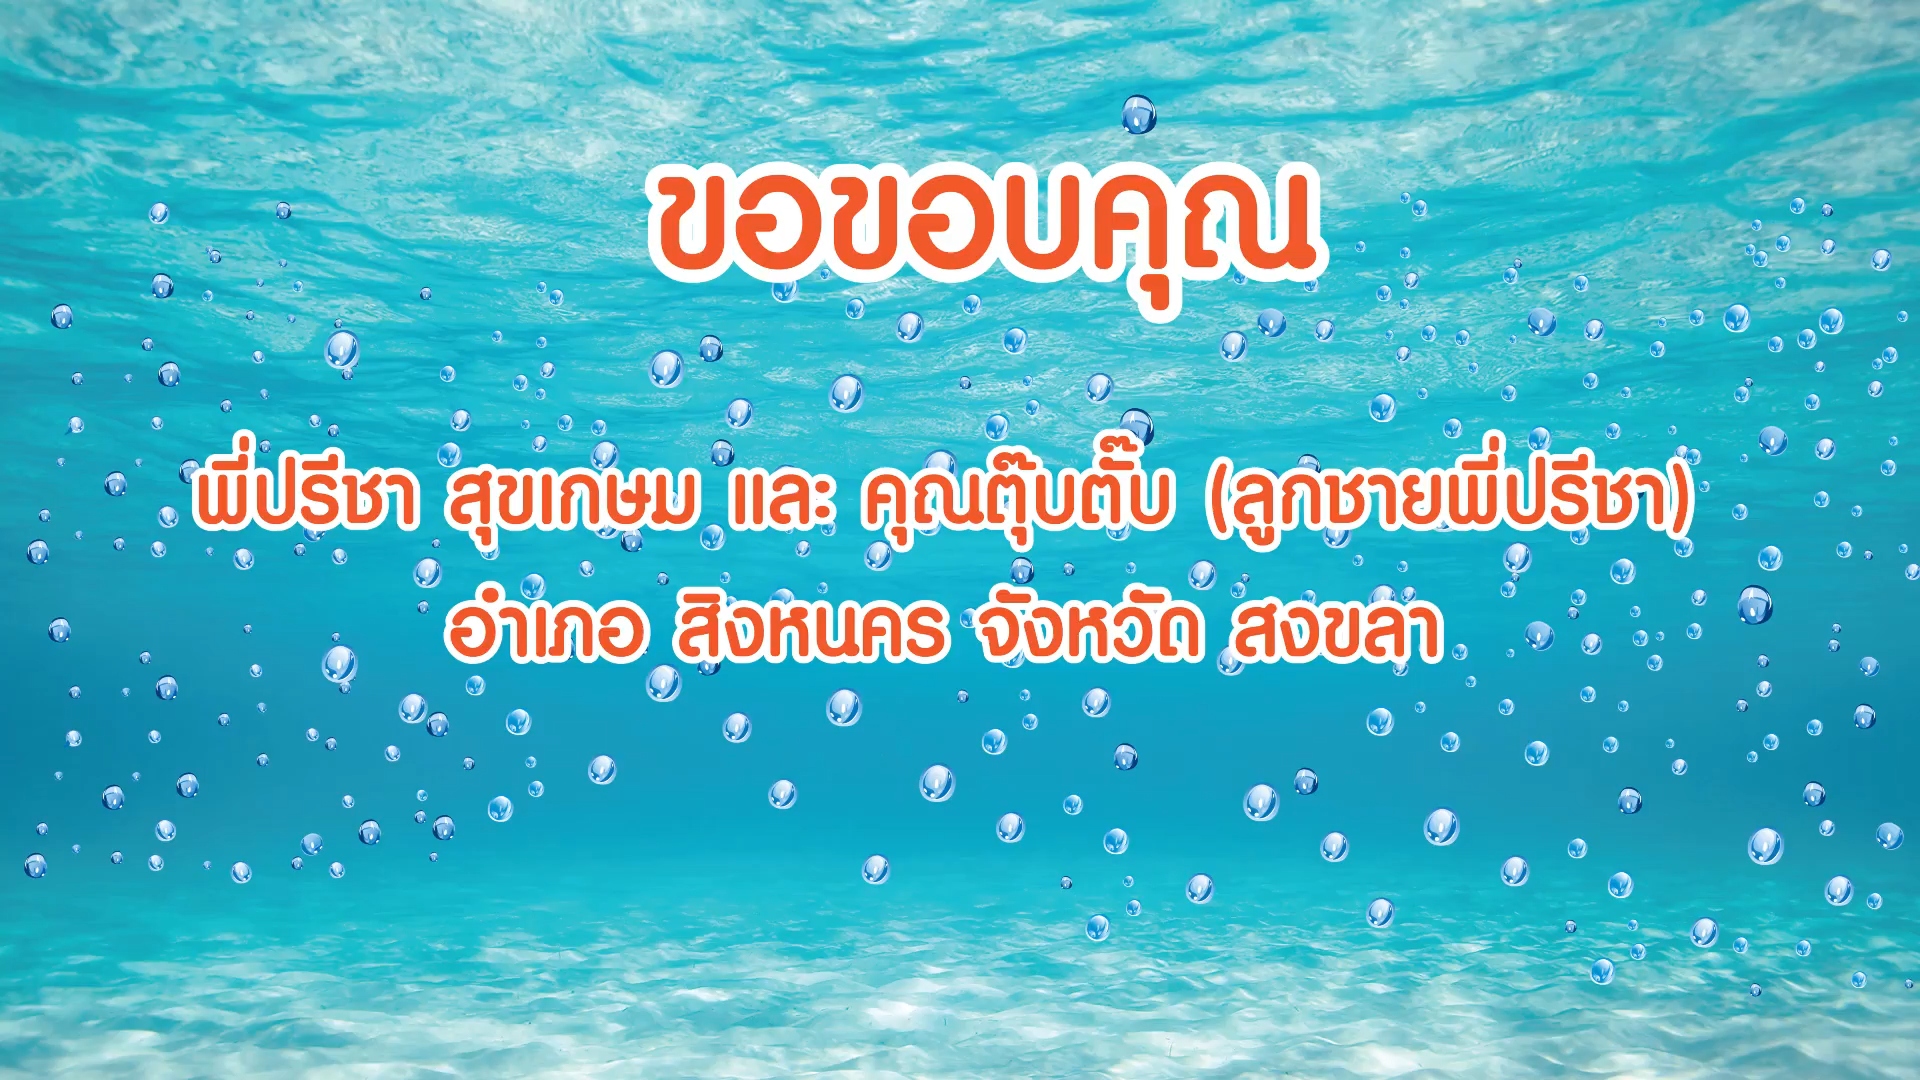 ขอขอบคุณ
พี่ปรีชา สุขเกษม และ คุณตุ๊บตั๊บ (ลูกชายพี่ปรีชา)
อำเภอ สิงหนคร จังหวัด สงขลา